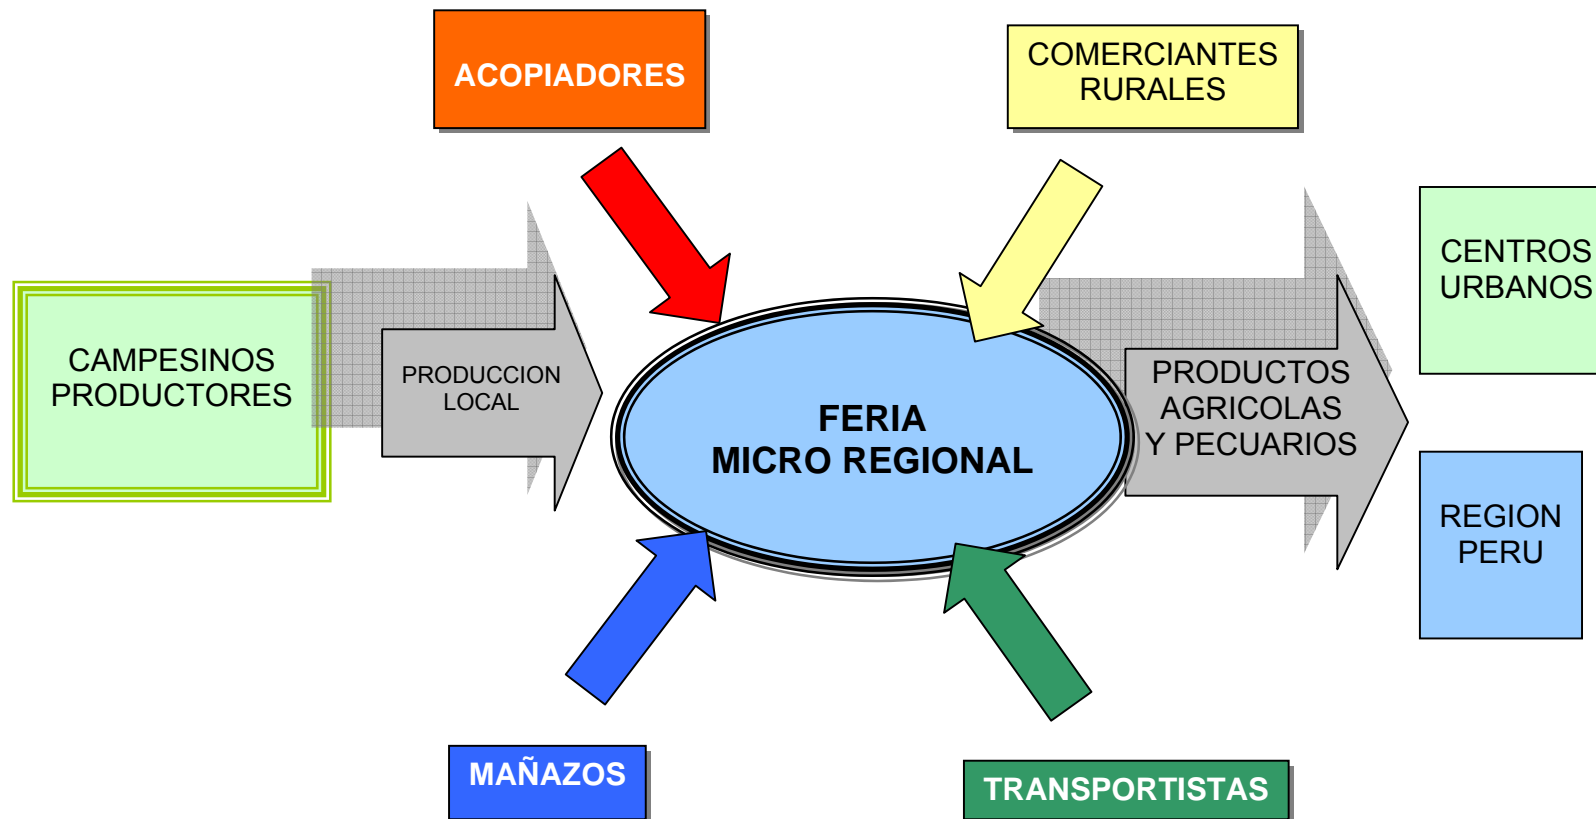 ACOPIADORES
COMERCIANTES
RURALES
CAMPESINOS
PRODUCTORES
PRODUCCION
LOCAL
FERIA
MICRO REGIONAL
PRODUCTOS
AGRICOLAS
Y PECUARIOS
CENTROS
URBANOS
REGION
PERU
MAÑAZOS
TRANSPORTISTAS